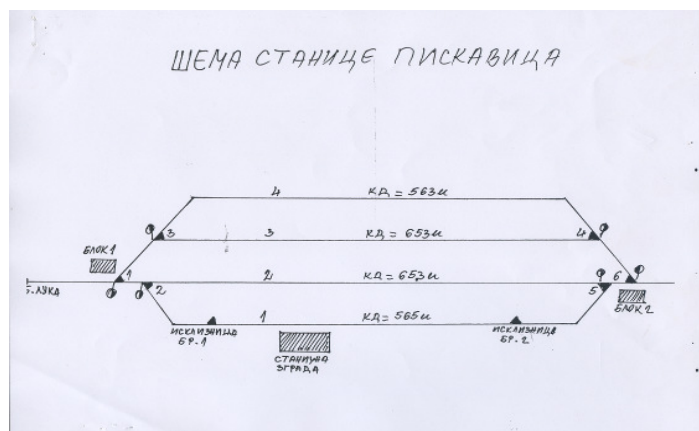 ШЕМА СТАНИЦЕ ПИСКАВИЦА
4 КД = 563м
3 3 КД = 653м 4
БЛОК 1
1 2 КД = 653м 6
Б.ЛУКА
2 5
БЛОК 2
1 КД = 565м
ИСКЛИЗНИЦА
БР-1
ИСКЛИЗНИЦЕ
БР-2
СТАНИЧНА
ЗГРАДА